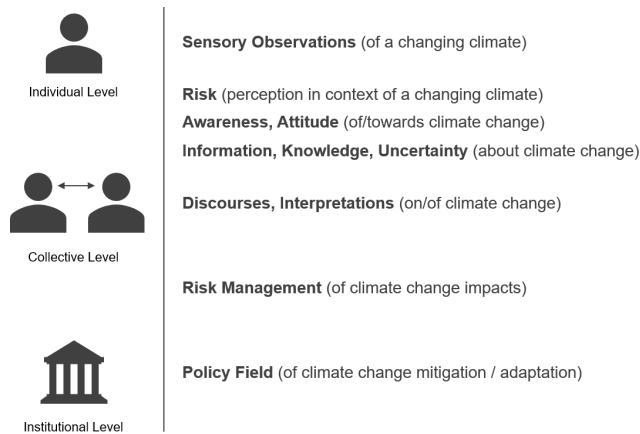 Sensory Observations (of a changing climate)
Individual Level
Risk (perception in context of a changing climate)
Awareness, Attitude (of/towards climate change)
Information, Knowledge, Uncertainty (about climate change)
Discourses, Interpretations (on/of climate change)
Collective Level
Risk Management (of climate change impacts)
Policy Field (of climate change mitigation / adaptation)
Institutional Level